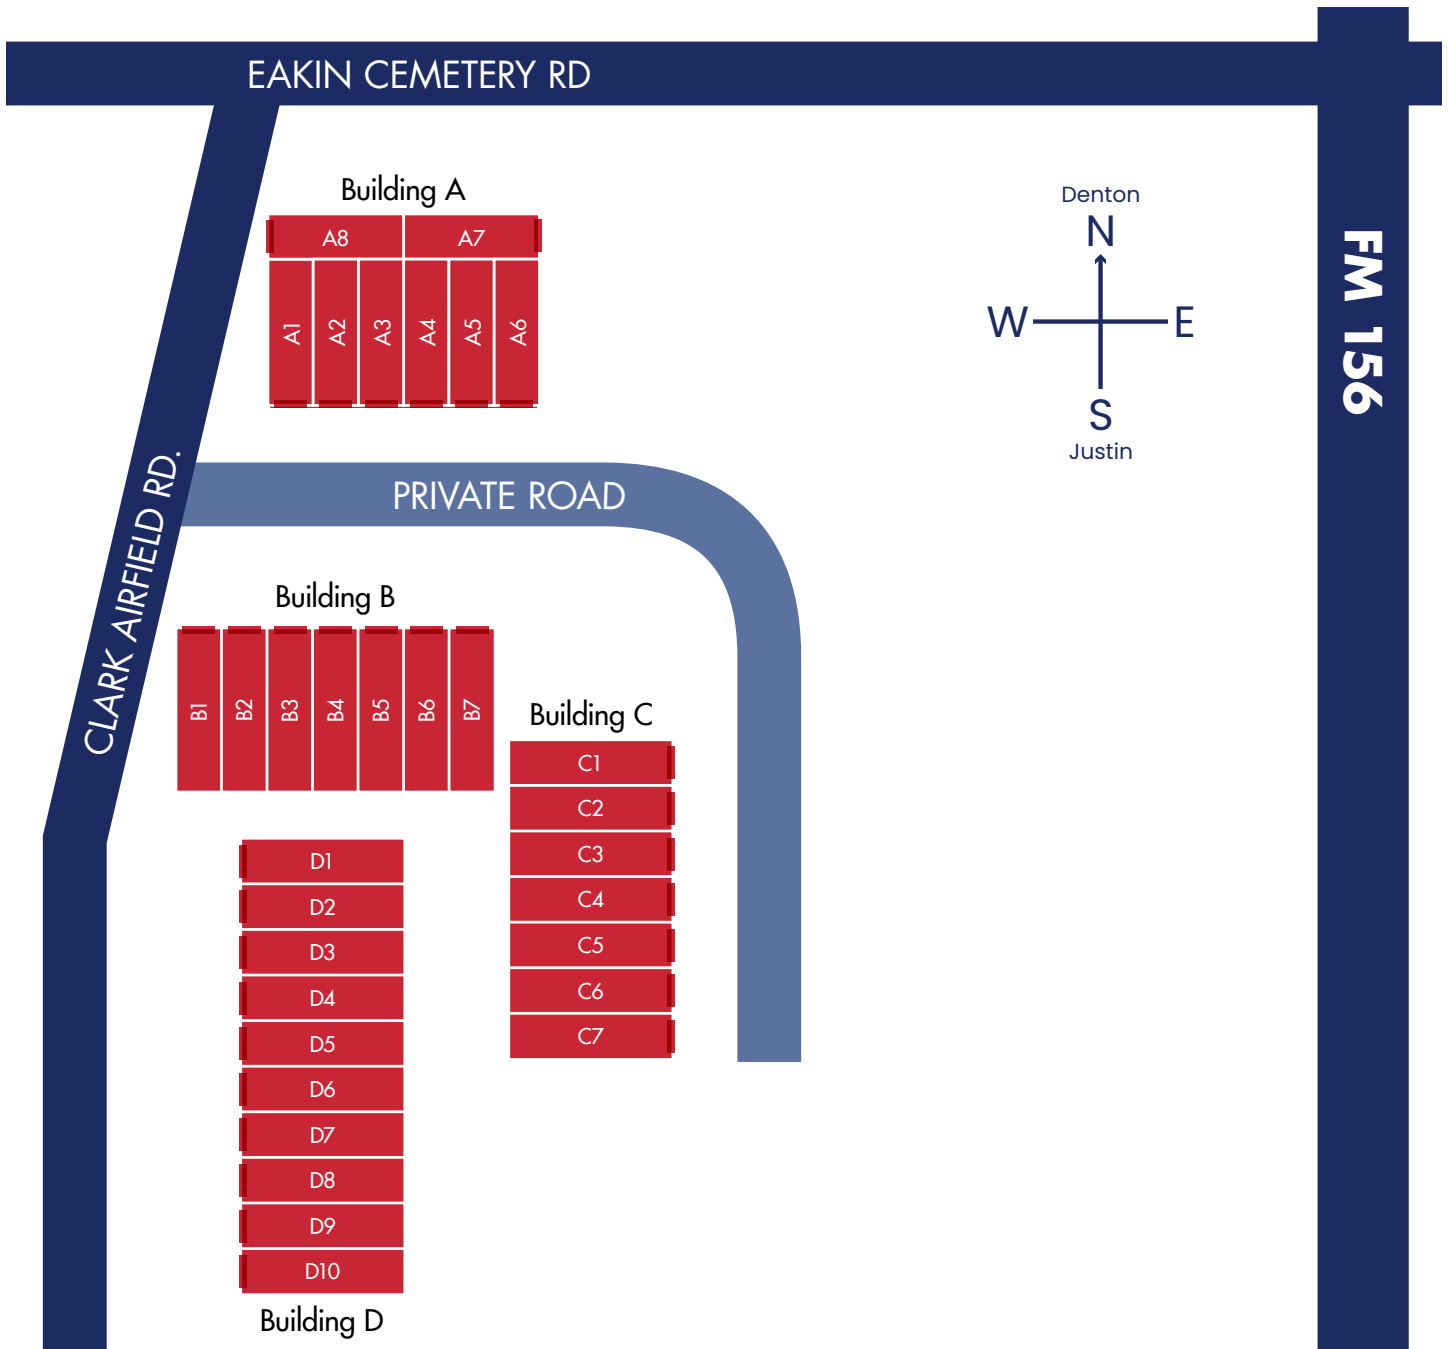 EAKIN CEMETERY RD
Building A
A8
A7
A1
A2
A3
A4
A5
A6
Denton
N
W
E
S
Justin
FM 156
CLARK AIRFIELD RD.
PRIVATE ROAD
Building B
B1
B2
B3
B4
B5
B6
B7
Building C
C1
C2
C3
C4
C5
C6
C7
D1
D2
D3
D4
D5
D6
D7
D8
D9
D10
Building D